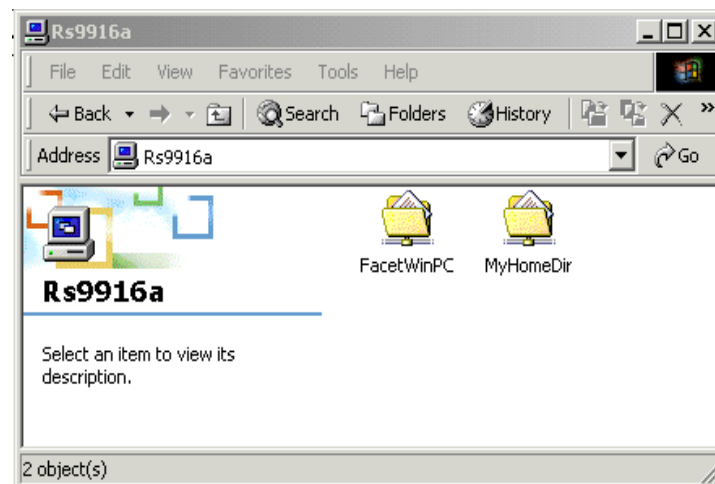 Rs9916a
File Edit View Favorites Tools Help
Back Search Folders History »
Address Rs9916a Go
FacetWinPC MyHomeDir
Rs9916a
Select an item to view its
description.
2 object(s)